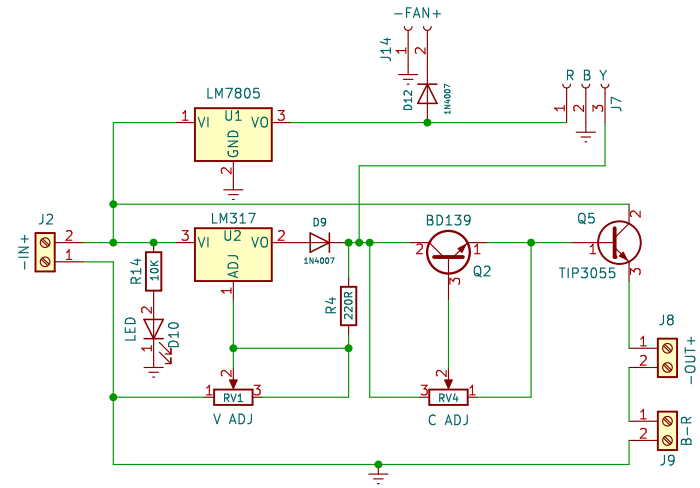 -FAN+
J14
1
2
D12
1N4007
R B Y
1
2
3
J7
LM7805
1
VI
U1
VO
3
GND
2
J2
-IN+
2
1
R14
10K
LED
2
1
D10
LM317
3
VI
U2
VO
2
ADJ
1
D9
1N4007
R4
220R
2
1
RV1
3
V ADJ
BD139
2
1
Q2
3
2
3
RV4
1
C ADJ
Q5
2
1
TIP3055
3
J8
1
2
-OUT+
1
2
B-R
J9